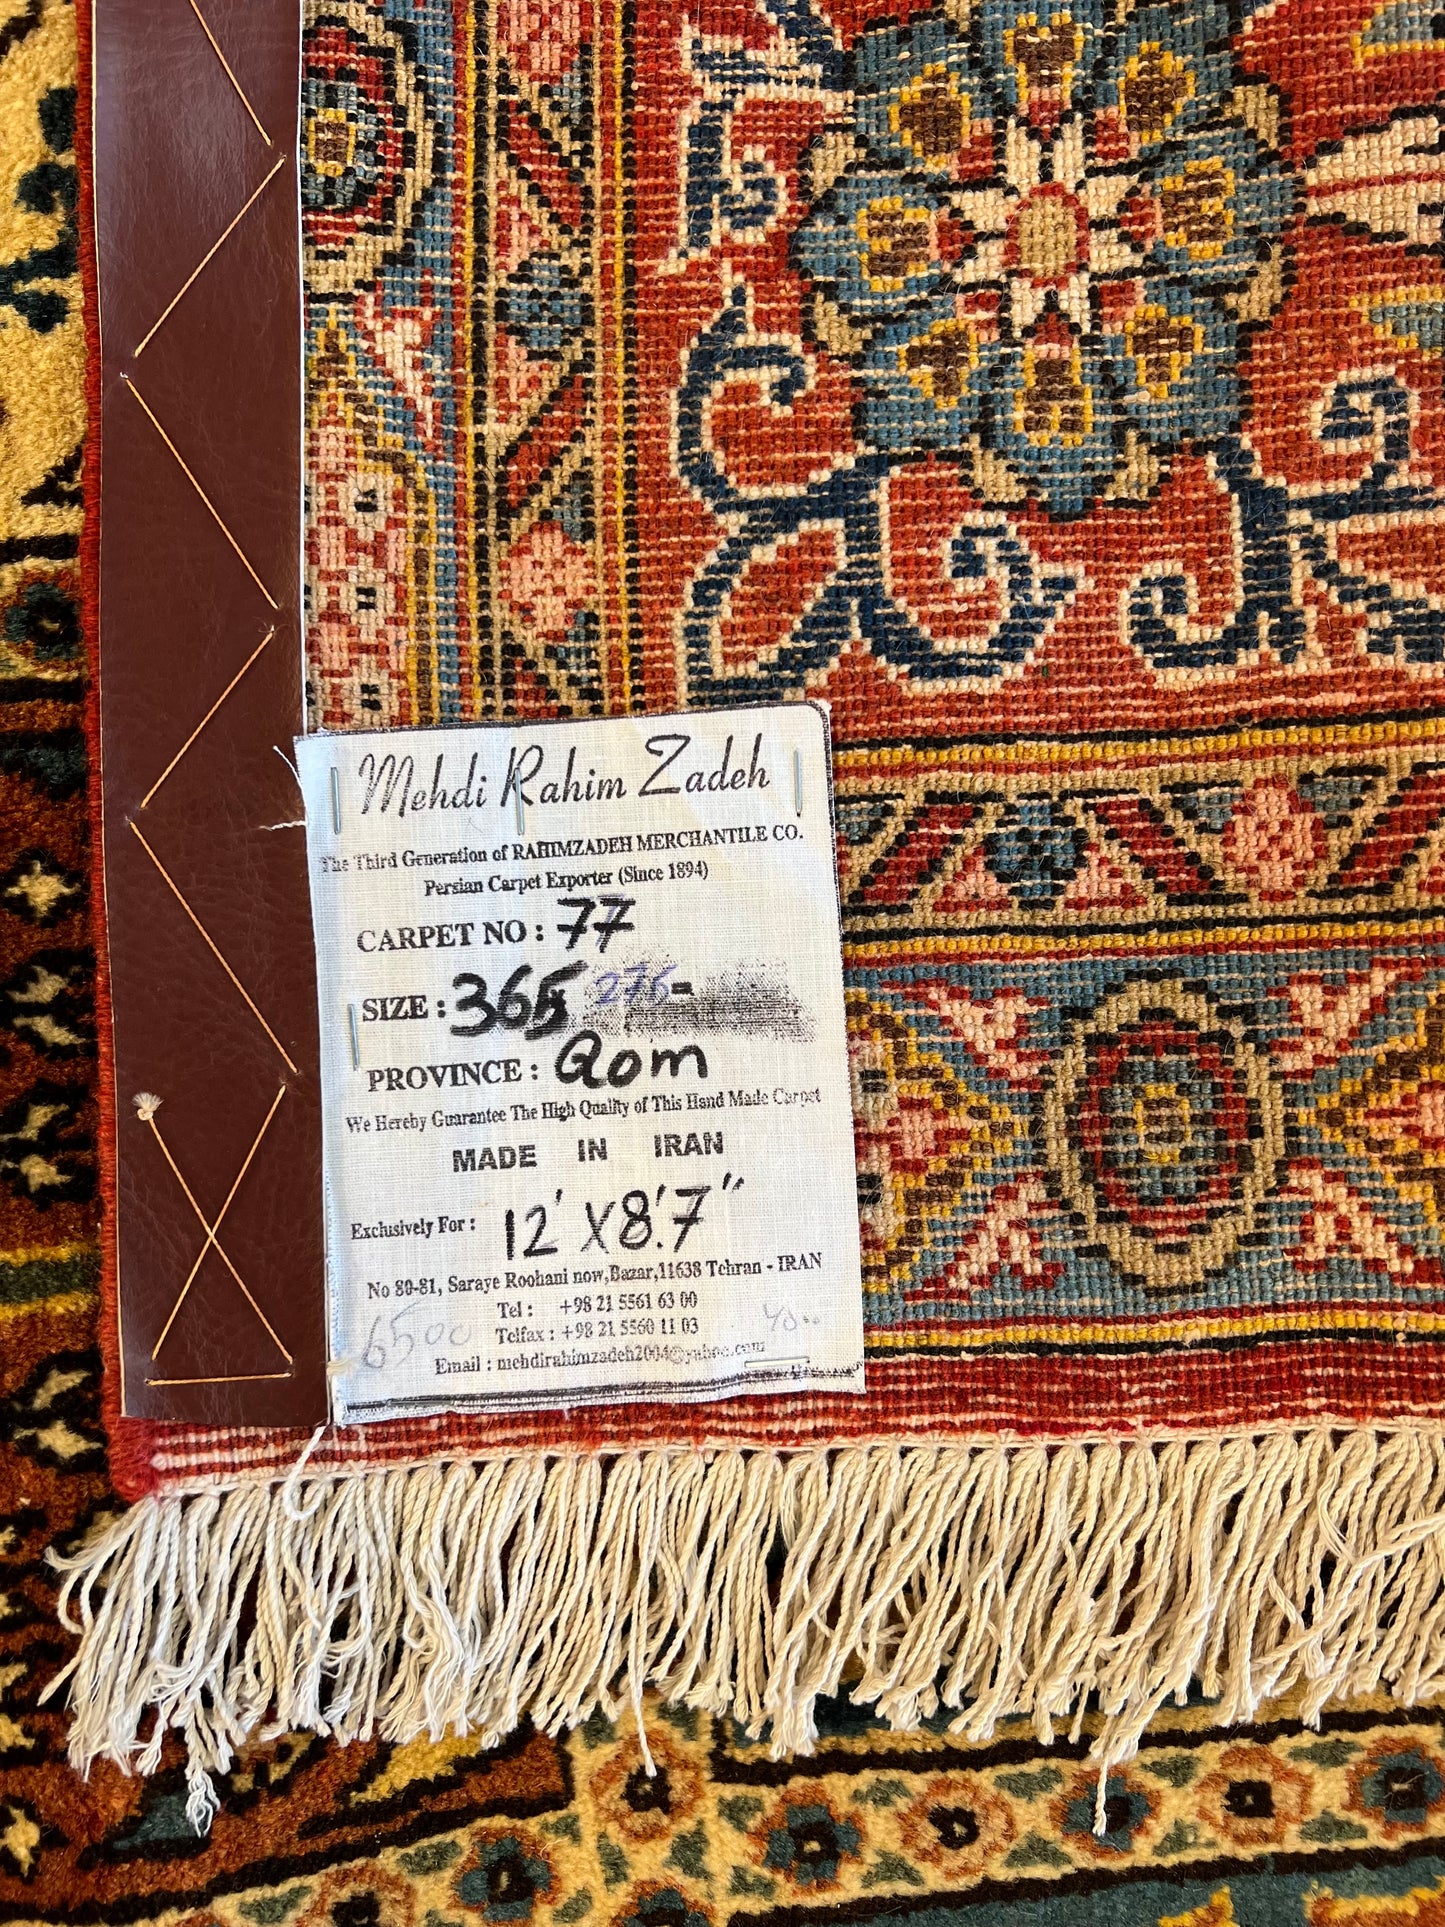 Mehdi Rahim Zadeh
The Third Generation of RAHIMZADEH MERCHANTILE CO.
Persian Carpet Exporter (Since 1894)
CARPET NO : 77
SIZE : 365 276 -
PROVINCE : Qom
We Hereby Guarantee The High Quality of This Hand Made Carpet
MADE IN IRAN
Exclusively For : 12' X 8'.7"
No 80-81, Saraye Roohani now,Bazar,11638 Tehran - IRAN
Tel : +98 21 5561 63 00
Telfax : +98 21 5560 11 03
Email : mehdirahimzadeh2004@yahoo.com
6500